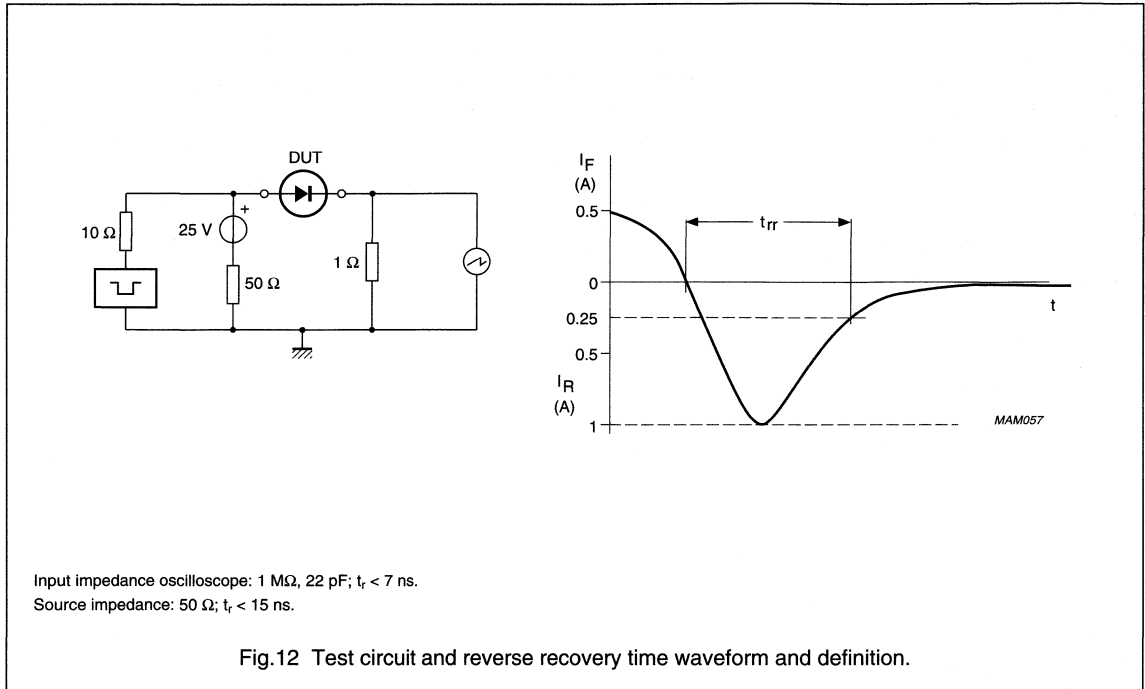 DUT
+
10 Ω
25 V
50 Ω
1 Ω
I_F
(A)
0.5
t_rr
0
t
0.25
0.5
I_R
(A)
1
MAM057
Input impedance oscilloscope: 1 MΩ, 22 pF; t_r < 7 ns.
Source impedance: 50 Ω; t_r < 15 ns.
Fig.12 Test circuit and reverse recovery time waveform and definition.